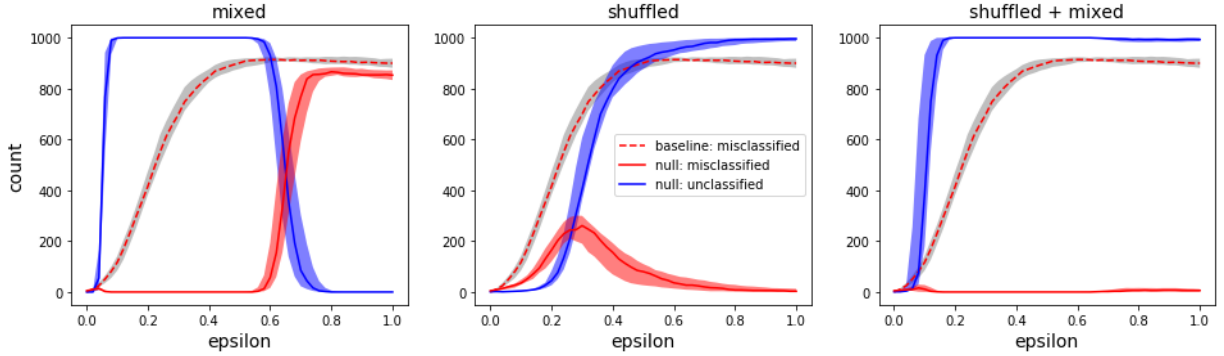 mixed
shuffled
shuffled + mixed
count
1000
800
600
400
200
0
0.0 0.2 0.4 0.6 0.8 1.0
epsilon
1000
800
600
400
200
0
baseline: misclassified
null: misclassified
null: unclassified
0.0 0.2 0.4 0.6 0.8 1.0
epsilon
1000
800
600
400
200
0
0.0 0.2 0.4 0.6 0.8 1.0
epsilon